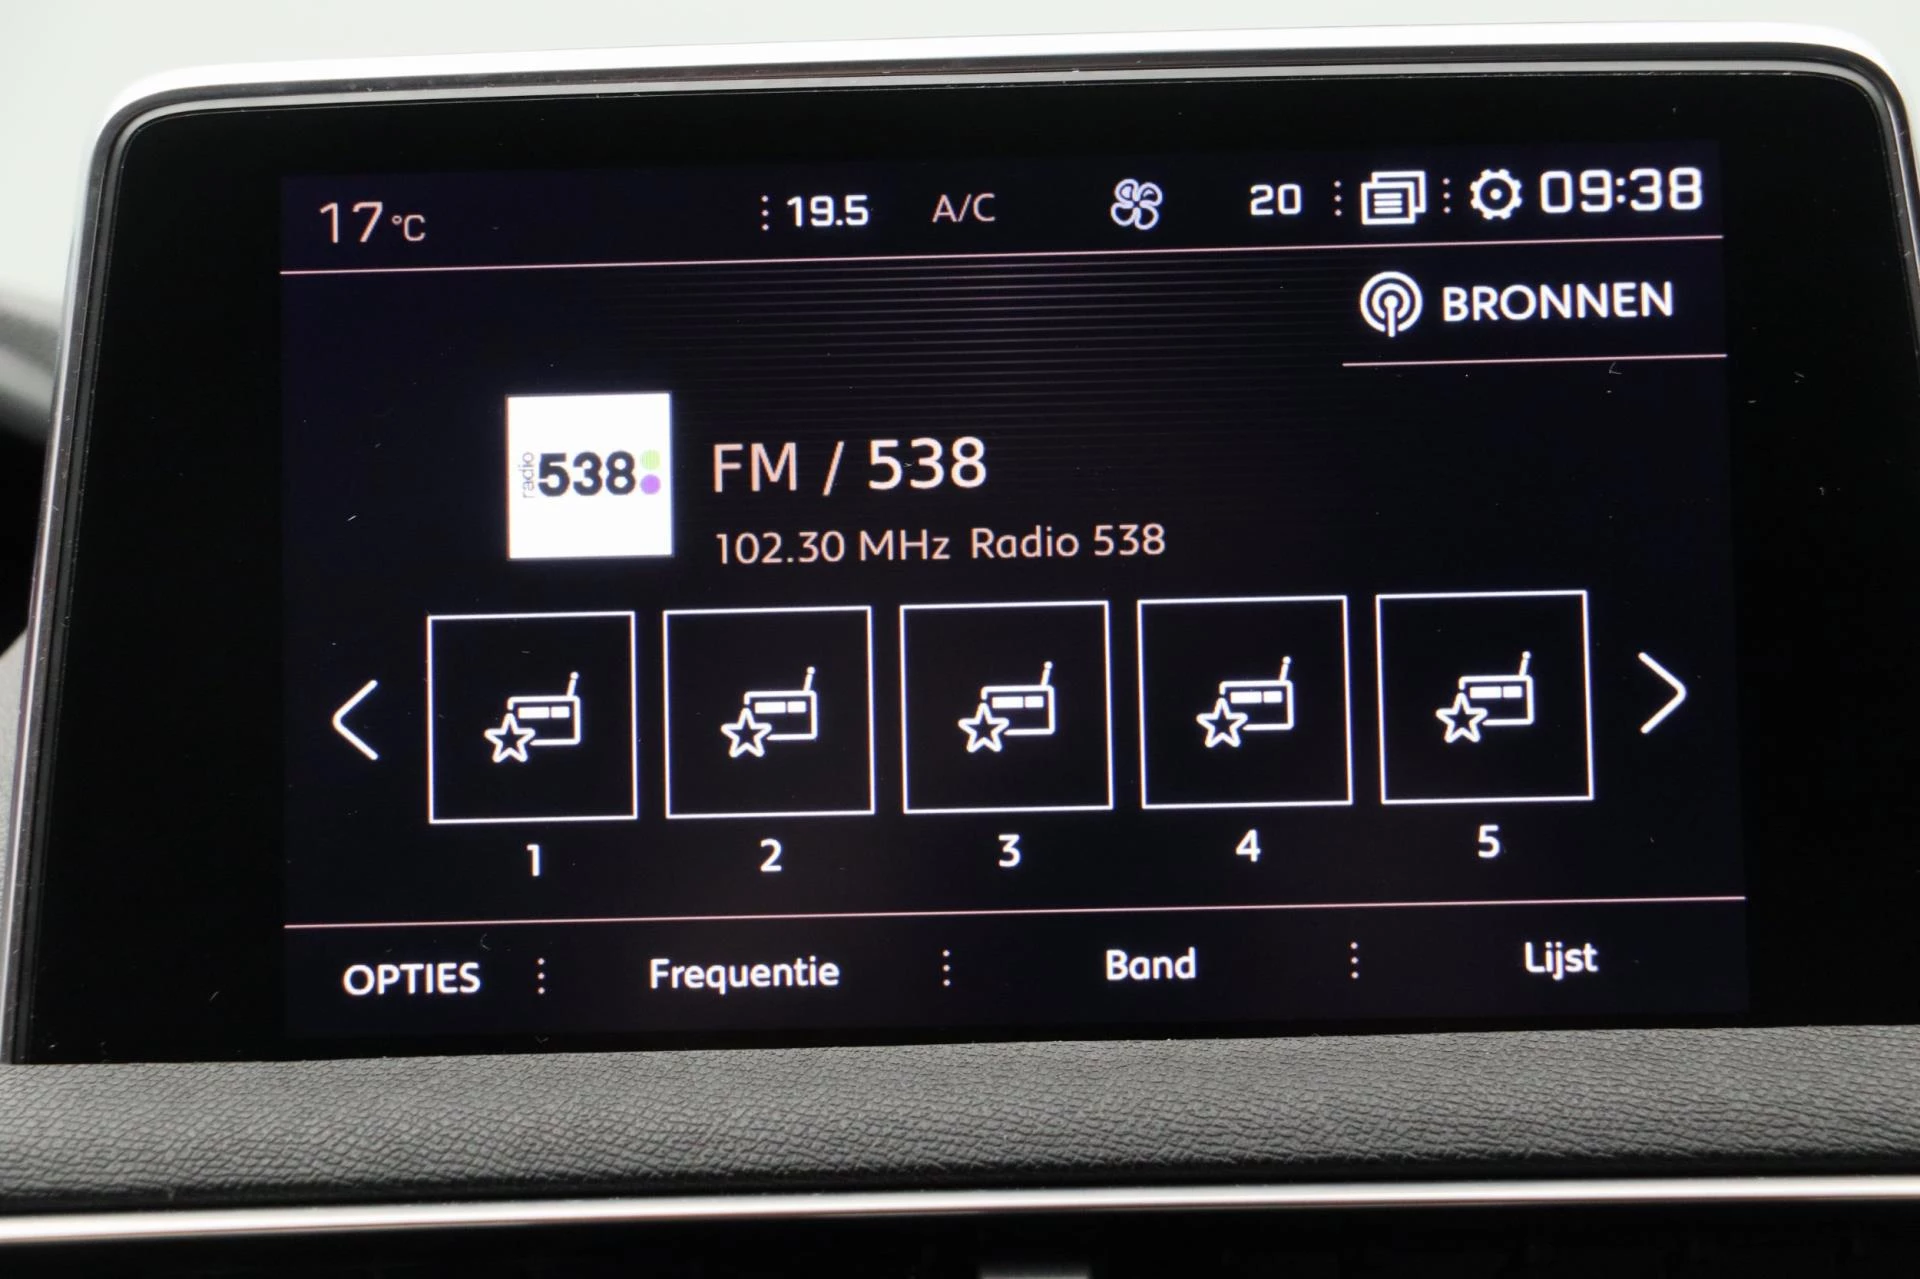 17 °C 19.5 A/C 20 09:38
BRONNEN
radio 538
FM / 538
102.30 MHz Radio 538
1 2 3 4 5
OPTIES Frequentie Band Lijst